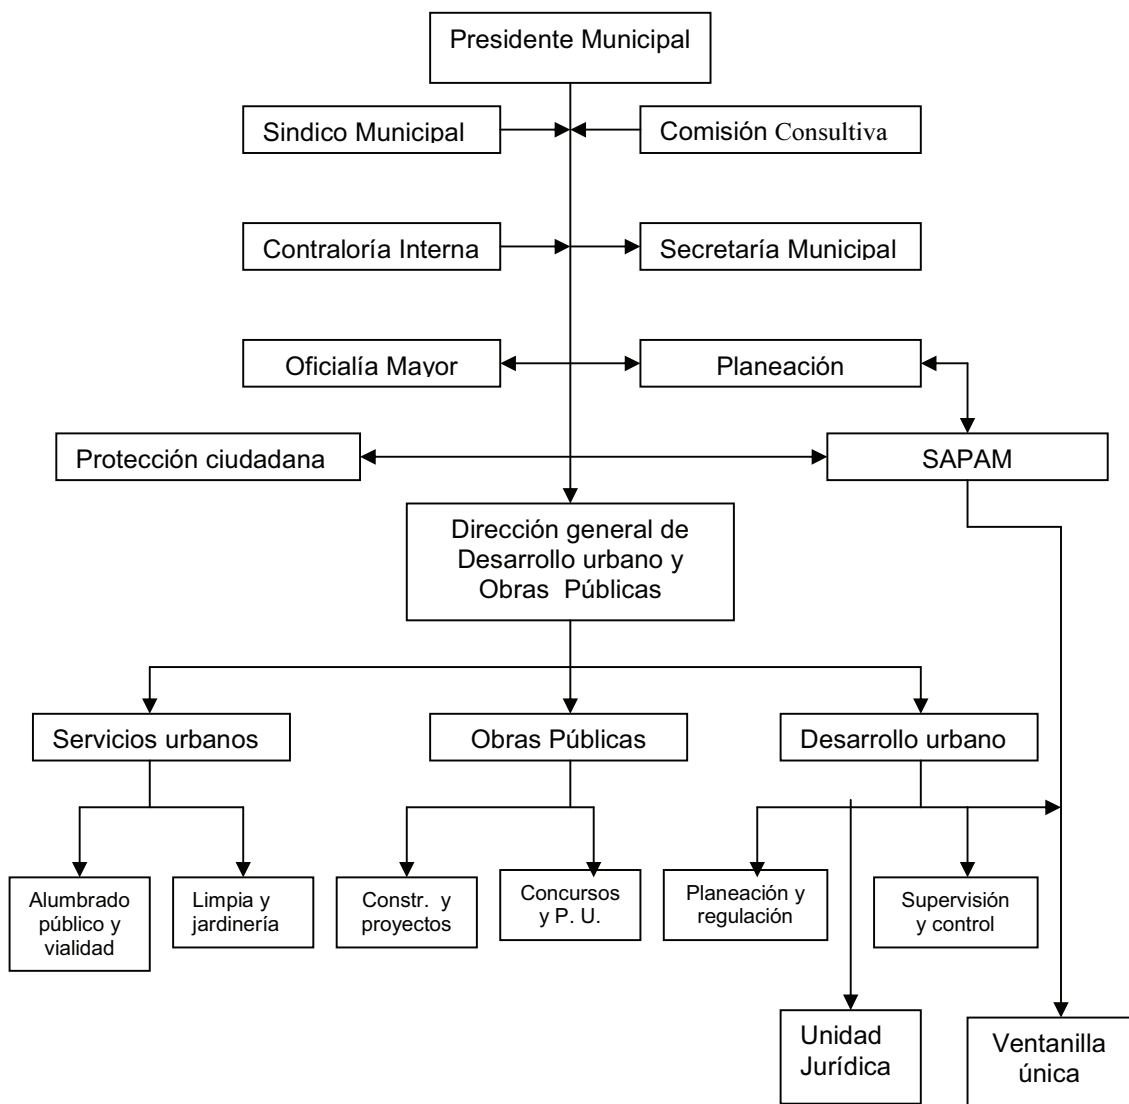 Presidente Municipal
Sindico Municipal
Comisión Consultiva
Contraloría Interna
Secretaría Municipal
Oficialía Mayor
Planeación
Protección ciudadana
SAPAM
Dirección general de
Desarrollo urbano y
Obras Públicas
Servicios urbanos
Obras Públicas
Desarrollo urbano
Alumbrado
público y
vialidad
Limpia y
jardinería
Constr. y
proyectos
Concursos
y P. U.
Planeación y
regulación
Supervisión
y control
Unidad
Jurídica
Ventanilla
única